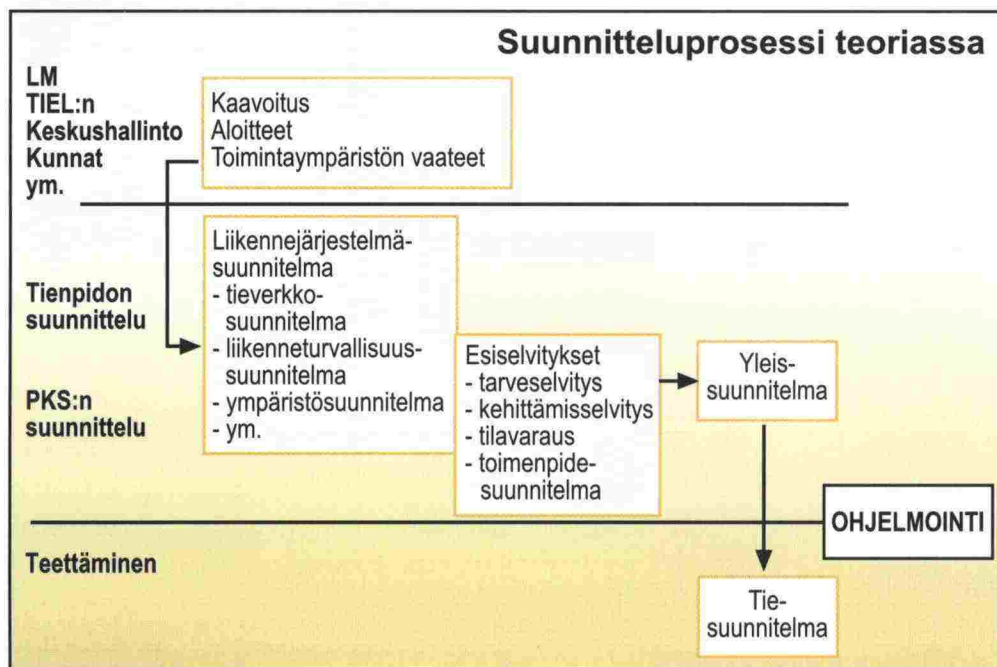 Suunnitteluprosessi teoriassa
LM
TIEL:n
Keskushallinto
Kunnat
ym.
Kaavoitus
Aloitteet
Toimintaympäristön vaateet
Tienpidon
suunnittelu
PKS:n
suunnittelu
Liikennejärjestelmä-
suunnitelma
- tieverkko-
suunnitelma
- liikenneturvallisuus-
suunnitelma
- ympäristösuunnitelma
- ym.
Esiselvitykset
- tarveselvitys
- kehittämisselvitys
- tilavaraus
- toimenpide-
suunnitelma
Yleis-
suunnitelma
OHJELMOINTI
Teettäminen
Tie-
suunnitelma